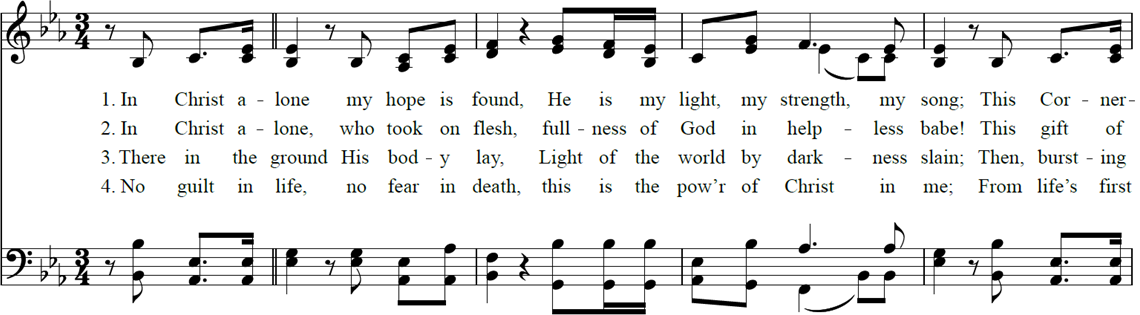 3
4
1. In Christ a – lone my hope is found, He is my light, my strength, my song; This Cor – ner–
2. In Christ a – lone, who took on flesh, full – ness of God in help – less babe! This gift of
3. There in the ground His bod – y lay, Light of the world by dark – ness slain; Then, burst – ing
4. No guilt in life, no fear in death, this is the pow’r of Christ in me; From life’s first
3
4